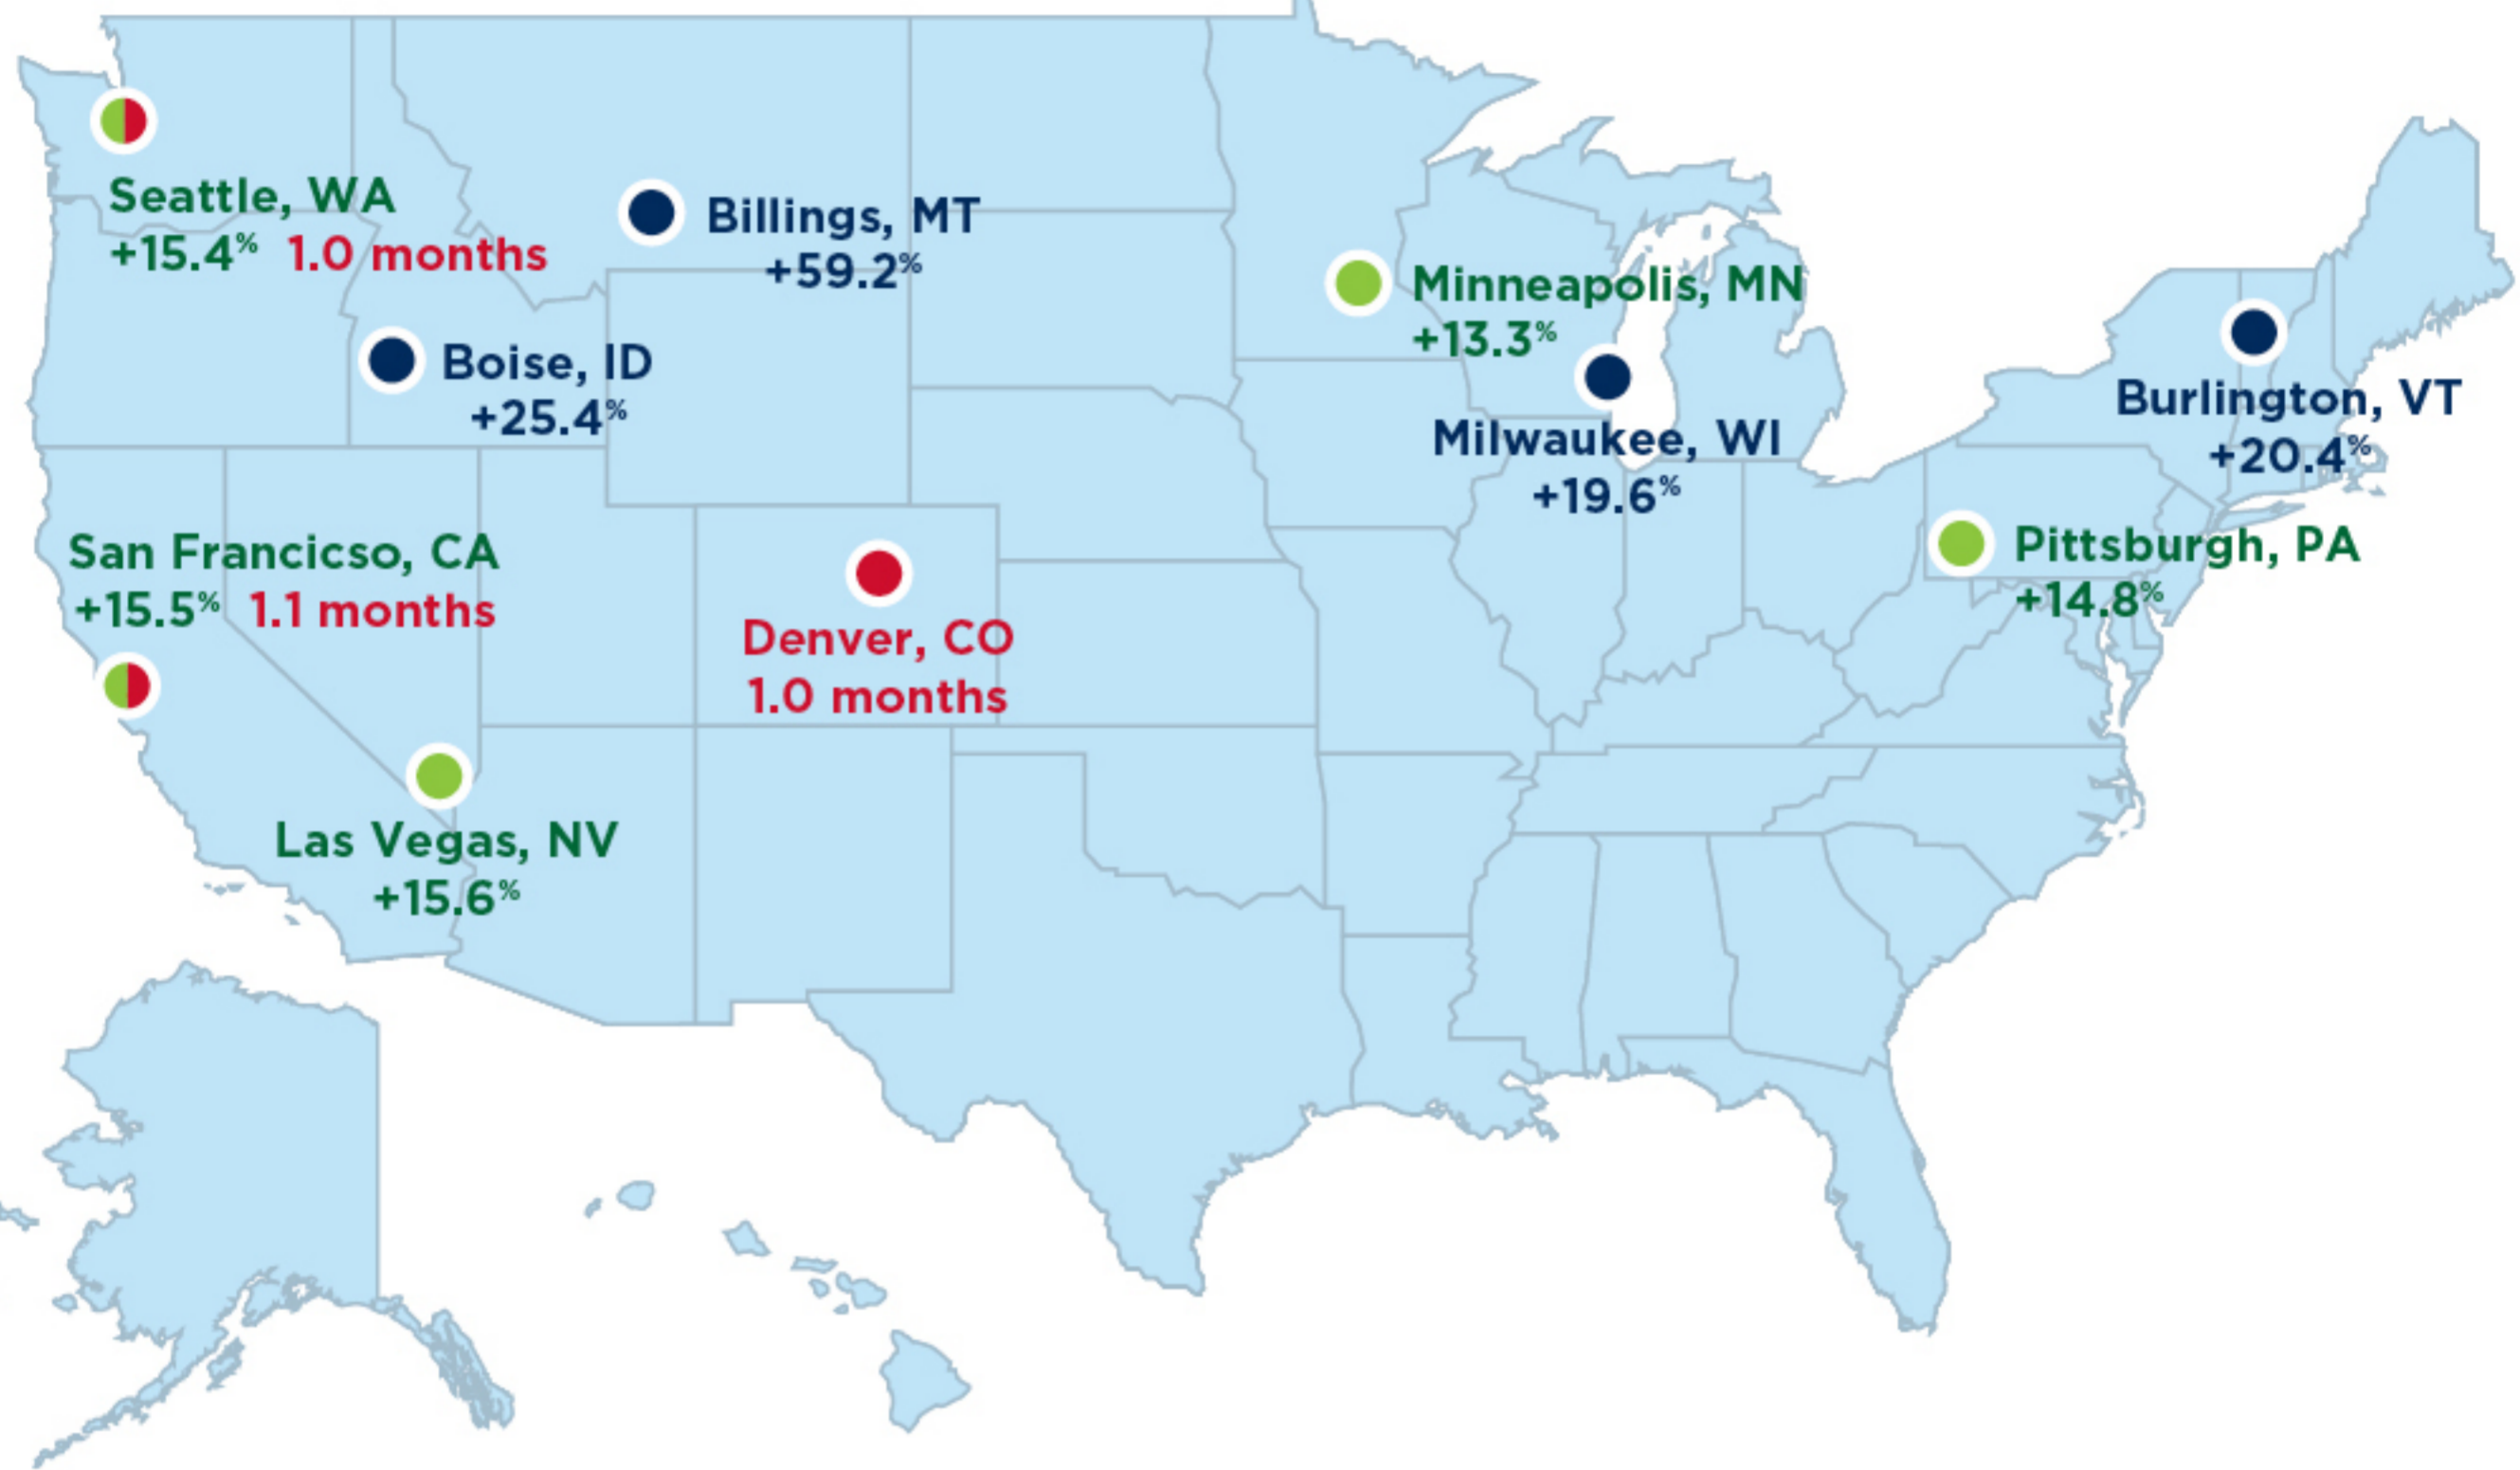 Seattle, WA
+15.4% 1.0 months
Billings, MT
+59.2%
Minneapolis, MN
+13.3%
Boise, ID
+25.4%
Milwaukee, WI
+19.6%
Burlington, VT
+20.4%
San Francicso, CA
+15.5% 1.1 months
Denver, CO
1.0 months
Pittsburgh, PA
+14.8%
Las Vegas, NV
+15.6%